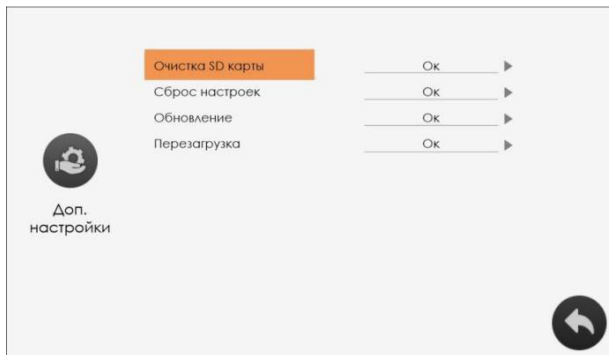 Очистка SD карты Ок
Сброс настроек Ок
Обновление Ок
Перезагрузка Ок
Доп.
настройки